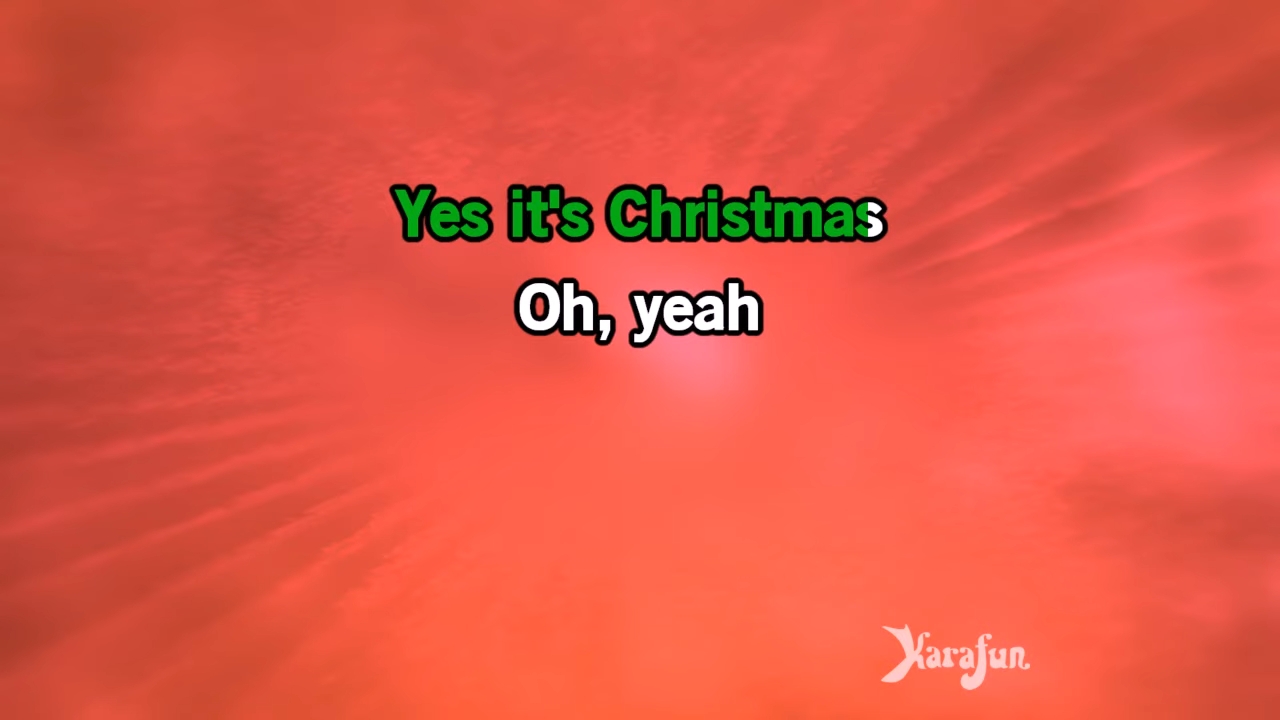 Yes it's Christmas
Oh, yeah
Karafun